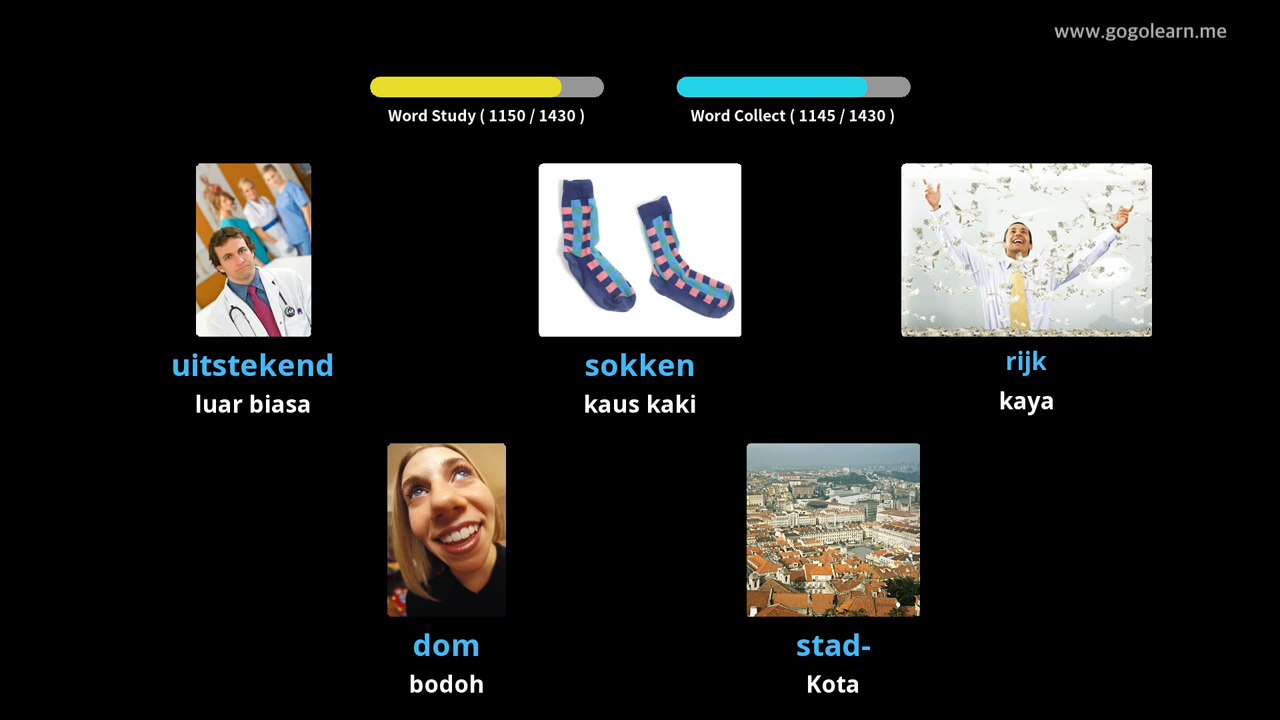 www.gogolearn.me
Word Study ( 1150 / 1430 )
Word Collect ( 1145 / 1430 )
uitstekend
luar biasa
sokken
kaus kaki
rijk
kaya
dom
bodoh
stad-
Kota